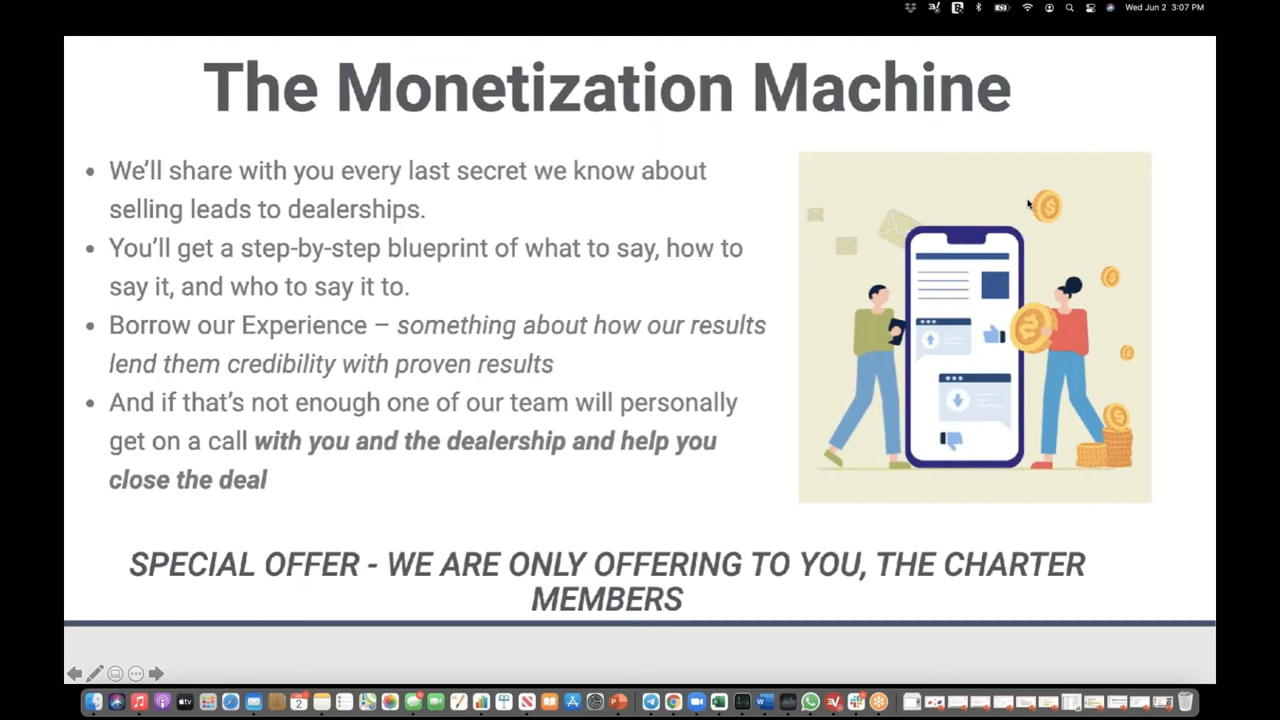 Wed Jun 2 3:07 PM
The Monetization Machine
• We'll share with you every last secret we know about
selling leads to dealerships.
• You'll get a step-by-step blueprint of what to say, how to
say it, and who to say it to.
• Borrow our Experience – something about how our results
lend them credibility with proven results
• And if that's not enough one of our team will personally
get on a call with you and the dealership and help you
close the deal
SPECIAL OFFER - WE ARE ONLY OFFERING TO YOU, THE CHARTER
MEMBERS